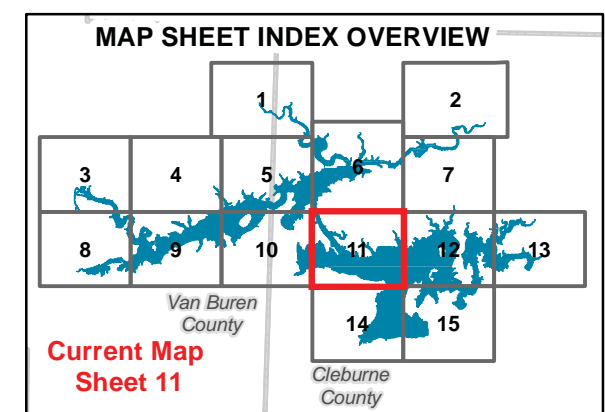 MAP SHEET INDEX OVERVIEW
1
2
3
4
5
6
7
8
9
10
11
12
13
Van Buren
County
14
15
Current Map
Sheet 11
Cleburne
County